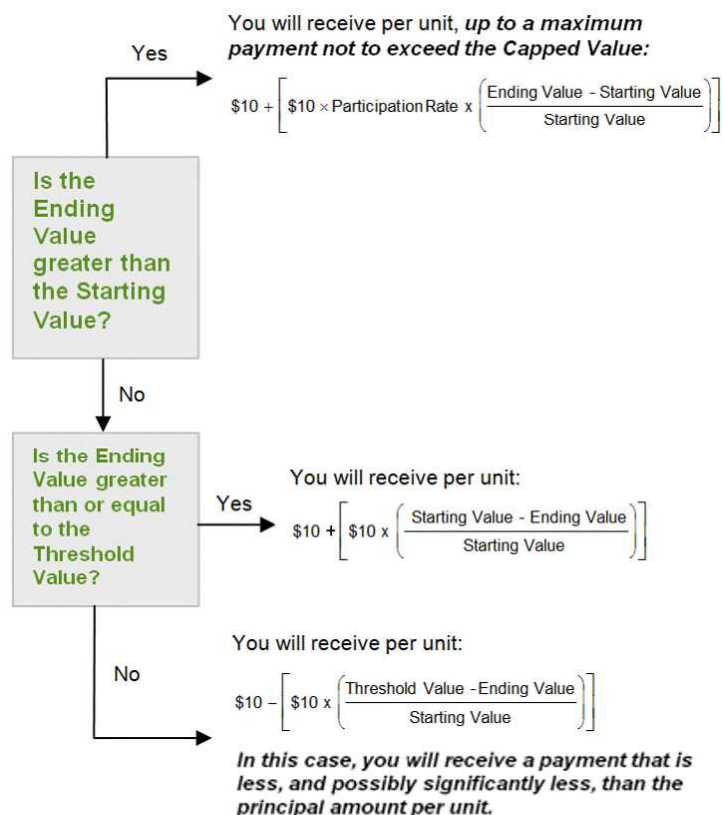 You will receive per unit, up to a maximum
payment not to exceed the Capped Value:
Yes
$10 + [ $10 × Participation Rate x ( Ending Value - Starting Value / Starting Value ) ]
Is the
Ending
Value
greater than
the Starting
Value?
No
Is the Ending
Value greater
than or equal
to the
Threshold
Value?
Yes
You will receive per unit:
$10 + [ $10 x ( Starting Value - Ending Value / Starting Value ) ]
No
You will receive per unit:
$10 − [ $10 x ( Threshold Value - Ending Value / Starting Value ) ]
In this case, you will receive a payment that is
less, and possibly significantly less, than the
principal amount per unit.